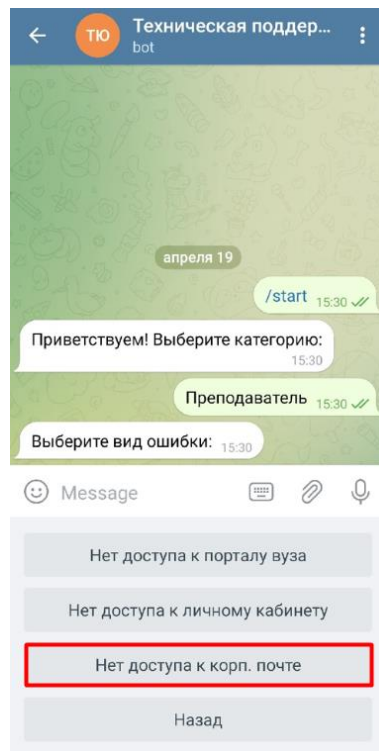 ТЮ
Техническая поддер...
bot
апреля 19
/start 15:30
Приветствуем! Выберите категорию:
15:30
Преподаватель 15:30
Выберите вид ошибки: 15:30
Message
Нет доступа к порталу вуза
Нет доступа к личному кабинету
Нет доступа к корп. почте
Назад